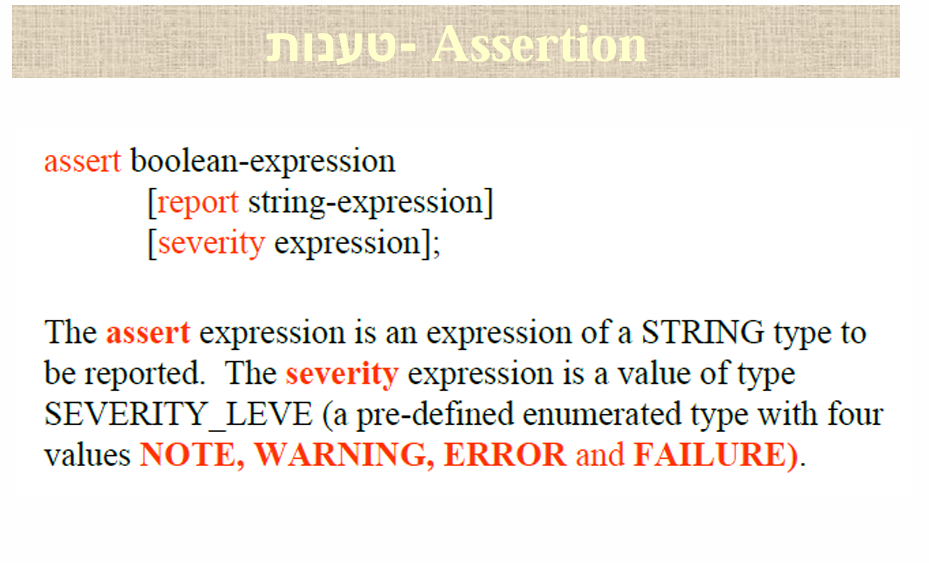 טענות- Assertion
assert boolean-expression
[report string-expression]
[severity expression];
The assert expression is an expression of a STRING type to
be reported. The severity expression is a value of type
SEVERITY_LEVE (a pre-defined enumerated type with four
values NOTE, WARNING, ERROR and FAILURE).